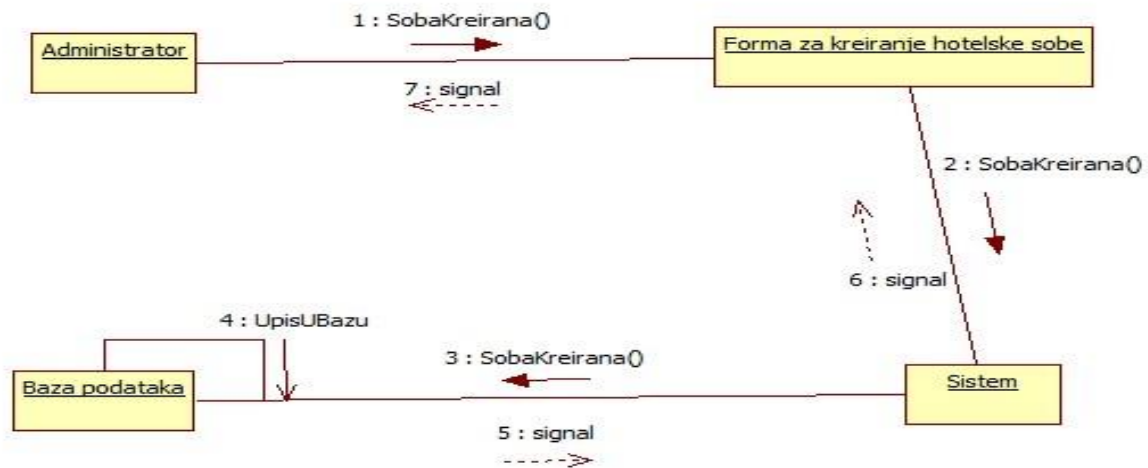 1 : SobaKreirana()
Administrator
Forma za kreiranje hotelske sobe
7 : signal
2 : SobaKreirana()
6 : signal
4 : UpisUBazu
3 : SobaKreirana()
Baza podataka
Sistem
5 : signal